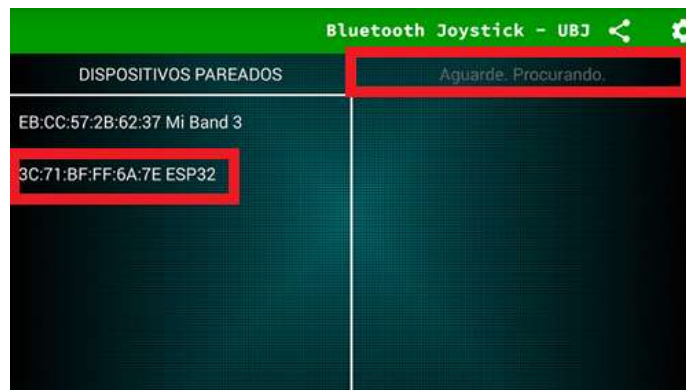 Bluetooth Joystick - UBJ
DISPOSITIVOS PAREADOS
Aguarde. Procurando.
EB:CC:57:2B:62:37 Mi Band 3
3C:71:BF:FF:6A:7E ESP32